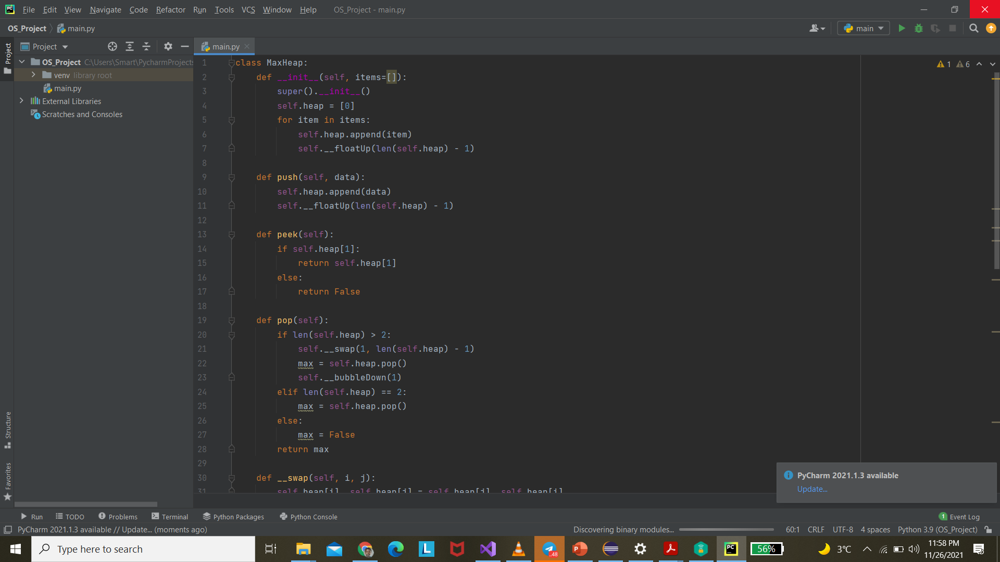 PC File Edit View Navigate Code Refactor Run Tools VCS Window Help OS_Project - main.py
OS_Project main.py main
Project
Project
main.py
OS_Project C:\Users\Smart\PycharmProjects
venv library root
main.py
External Libraries
Scratches and Consoles
1 6
1 class MaxHeap:
2 def __init__(self, items=[]):
3 super().__init__()
4 self.heap = [0]
5 for item in items:
6 self.heap.append(item)
7 self.__floatUp(len(self.heap) - 1)
8
9 def push(self, data):
10 self.heap.append(data)
11 self.__floatUp(len(self.heap) - 1)
12
13 def peek(self):
14 if self.heap[1]:
15 return self.heap[1]
16 else:
17 return False
18
19 def pop(self):
20 if len(self.heap) > 2:
21 self.__swap(1, len(self.heap) - 1)
22 max = self.heap.pop()
23 self.__bubbleDown(1)
24 elif len(self.heap) == 2:
25 max = self.heap.pop()
26 else:
27 max = False
28 return max
29
30 def __swap(self, i, j):
31 self.heap[i], self.heap[j] = self.heap[j], self.heap[i]
Structure
Favorites
PyCharm 2021.1.3 available
Update...
Run TODO Problems Terminal Python Packages Python Console 1 Event Log
PyCharm 2021.1.3 available // Update... (moments ago) Discovering binary modules... 60:1 CRLF UTF-8 4 spaces Python 3.9 (OS_Project)
Type here to search L ..48 P PC 56% 3°C 11:58 PM
11/26/2021